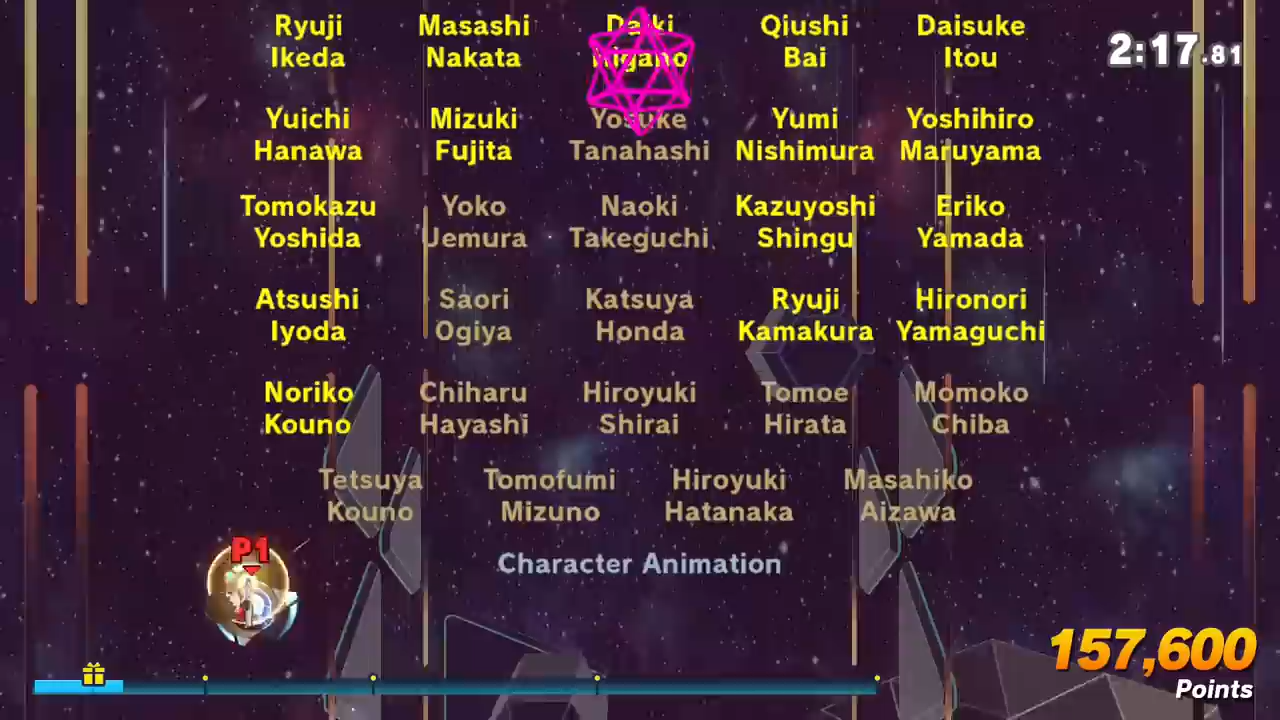 Ryuji Masashi Daiki Qiushi Daisuke
Ikeda Nakata Bai Itou
2:17.81
Yuichi Mizuki Yosuke Yumi Yoshihiro
Hanawa Fujita Tanahashi Nishimura Maruyama
Tomokazu Yoko Naoki Kazuyoshi Eriko
Yoshida Uemura Takeguchi Shingu Yamada
Atsushi Saori Katsuya Ryuji Hironori
Iyoda Ogiya Honda Kamakura Yamaguchi
Noriko Chiharu Hiroyuki Tomoe Momoko
Kouno Hayashi Shirai Hirata Chiba
Tetsuya Tomofumi Hiroyuki Masahiko
Kouno Mizuno Hatanaka Aizawa
P1
Character Animation
157,600
Points